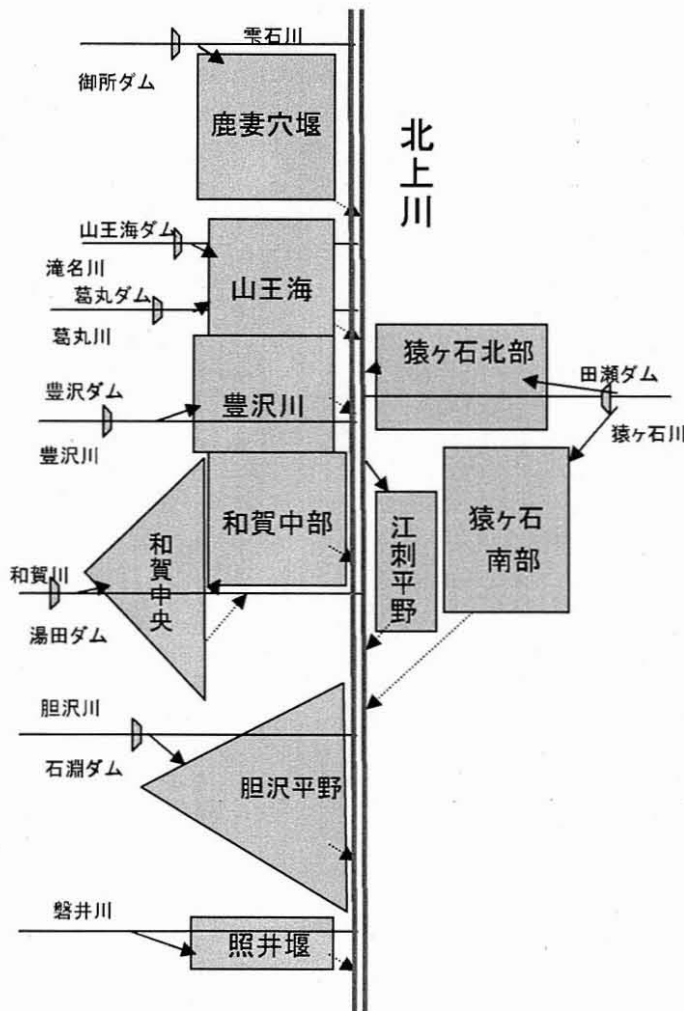 雫石川
御所ダム
鹿妻穴堰
北上川
山王海ダム
滝名川
山王海
葛丸ダム
葛丸川
猿ヶ石北部
田瀬ダム
豊沢ダム
豊沢川
豊沢川
猿ヶ石川
和賀中部
猿ヶ石
南部
江刺平野
和賀中央
和賀川
湯田ダム
胆沢川
石淵ダム
胆沢平野
磐井川
照井堰